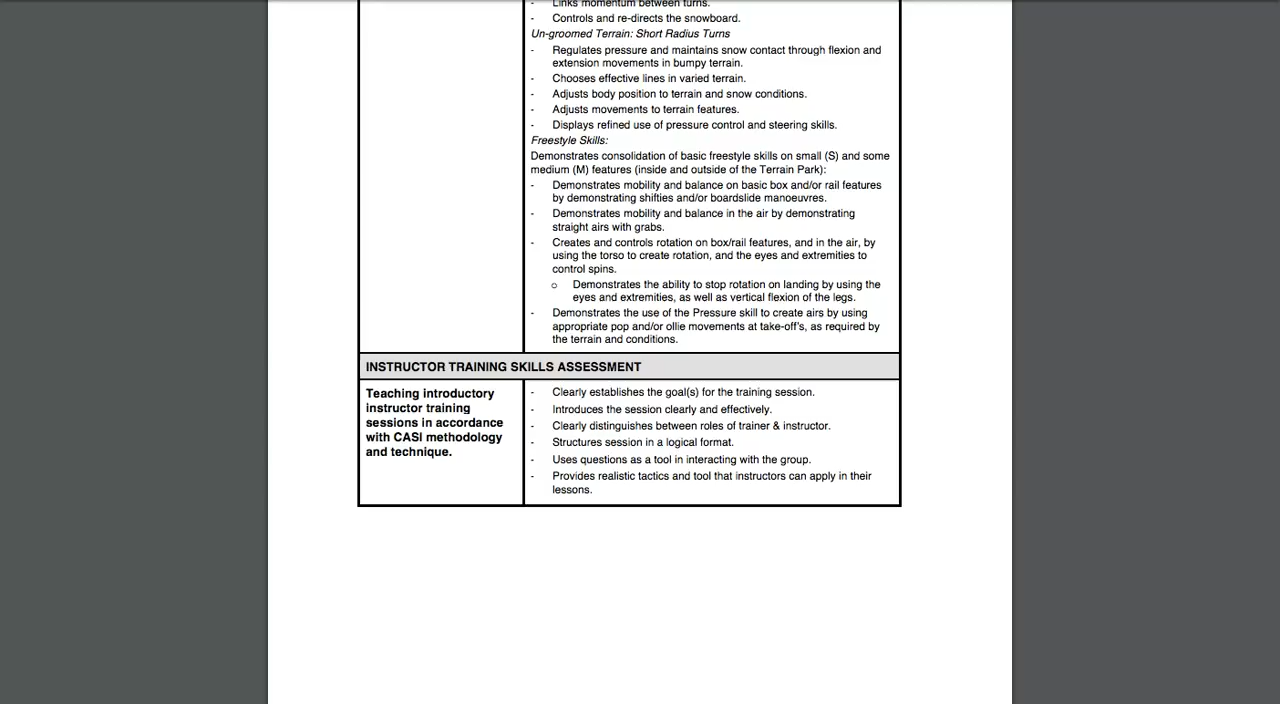 - Links momentum between turns.
- Controls and re-directs the snowboard.
Un-groomed Terrain: Short Radius Turns
- Regulates pressure and maintains snow contact through flexion and
extension movements in bumpy terrain.
- Chooses effective lines in varied terrain.
- Adjusts body position to terrain and snow conditions.
- Adjusts movements to terrain features.
- Displays refined use of pressure control and steering skills.
Freestyle Skills:
Demonstrates consolidation of basic freestyle skills on small (S) and some
medium (M) features (inside and outside of the Terrain Park):
- Demonstrates mobility and balance on basic box and/or rail features
by demonstrating shifties and/or boardslide manoeuvres.
- Demonstrates mobility and balance in the air by demonstrating
straight airs with grabs.
- Creates and controls rotation on box/rail features, and in the air, by
using the torso to create rotation, and the eyes and extremities to
control spins.
o Demonstrates the ability to stop rotation on landing by using the
eyes and extremities, as well as vertical flexion of the legs.
- Demonstrates the use of the Pressure skill to create airs by using
appropriate pop and/or ollie movements at take-off's, as required by
the terrain and conditions.
INSTRUCTOR TRAINING SKILLS ASSESSMENT
Teaching introductory
instructor training
sessions in accordance
with CASI methodology
and technique.
- Clearly establishes the goal(s) for the training session.
- Introduces the session clearly and effectively.
- Clearly distinguishes between roles of trainer & instructor.
- Structures session in a logical format.
- Uses questions as a tool in interacting with the group.
- Provides realistic tactics and tool that instructors can apply in their
lessons.